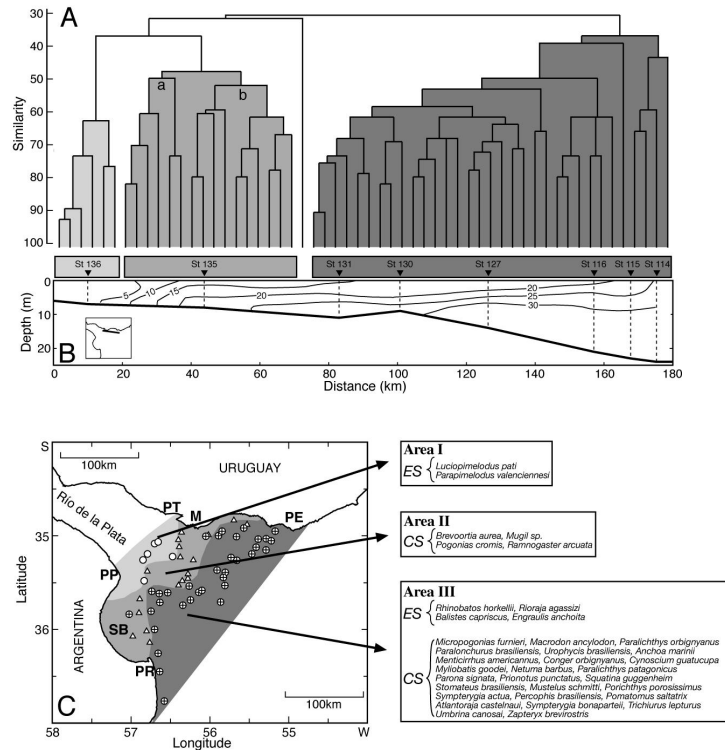 A
30
40
50
60
70
80
90
100
Similarity
a
b
St 136
St 135
St 131
St 130
St 127
St 116
St 115
St 114
0
10
20
Depth (m)
5
10
15
20
20
25
30
B
0
20
40
60
80
100
120
140
160
180
Distance (km)
S
100km
URUGUAY
Río de la Plata
PT
M
PE
35
PP
Latitude
SB
36
ARGENTINA
PR
C
100km
58
57
56
55
W
Longitude
Area I
ES { Luciopimelodus pati
Parapimelodus valenciennesi
Area II
CS { Brevoortia aurea, Mugil sp.
Pogonias cromis, Ramnogaster arcuata
Area III
ES { Rhinobatos horkellii, Rioraja agassizi
Balistes capriscus, Engraulis anchoita
CS { Micropogonias furnieri, Macrodon ancylodon, Paralichthys orbignyanus
Paralonchurus brasiliensis, Urophycis brasiliensis, Anchoa marinii
Menticirrhus americannus, Conger orbignyanus, Cynoscium guatucupa
Myliobatis goodei, Netuma barbus, Paralichthys patagonicus
Parona signata, Prionotus punctatus, Squatina guggenheim
Stomateus brasiliensis, Mustelus schmitti, Porichthys porosissimus
Sympterygia actua, Percophis brasiliensis, Pomatomus saltatrix
Atlantoraja castelnaui, Sympterygia bonaparteii, Trichiurus lepturus
Umbrina canosai, Zapteryx brevirostris